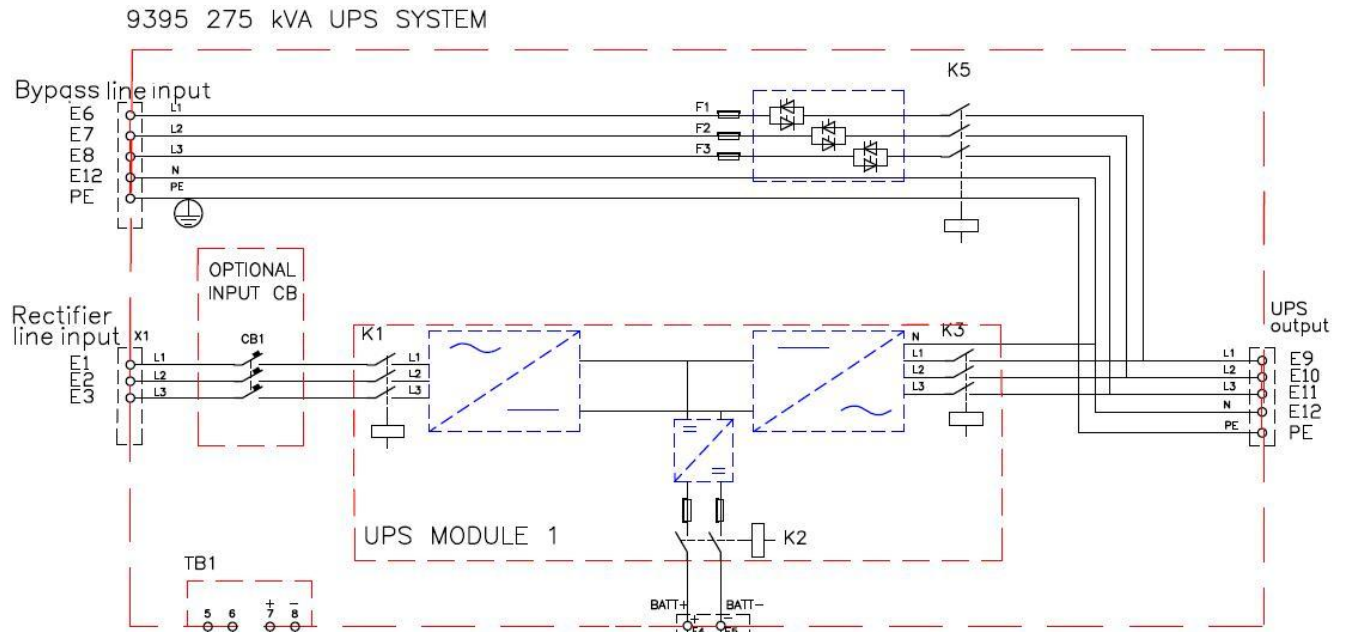 9395 275 kVA UPS SYSTEM
K5
Bypass line input
E6 L1 F1
E7 L2 F2
E8 L3 F3
E12 N
PE PE
OPTIONAL
INPUT CB
Rectifier
line input X1
CB1
K1
K3
UPS
output
N
E1 L1 L1 L1 L1 E9
E2 L2 L2 L2 L2 E10
E3 L3 L3 L3 L3 E11
N E12
PE PE
=
=
UPS MODULE 1
K2
TB1
BATT+ BATT-
+ - + -
5 6 7 8
E4 E5